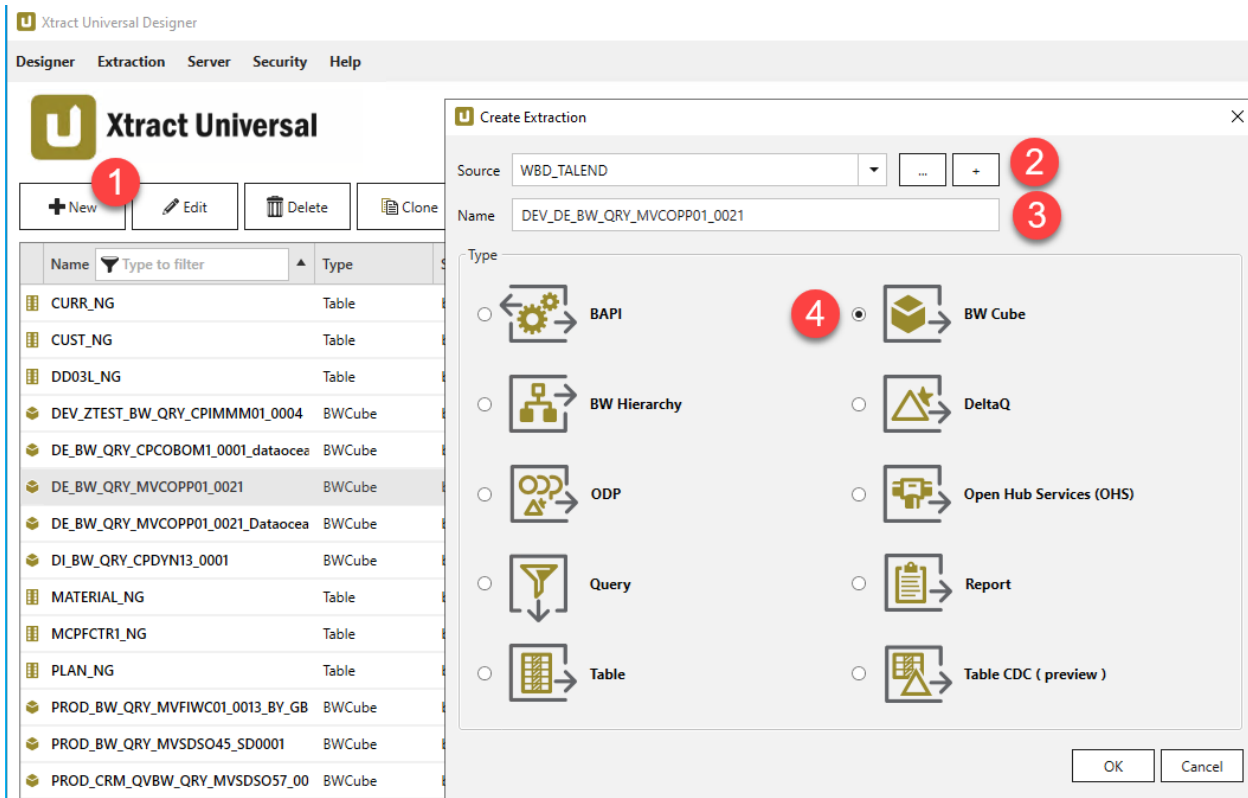 Xtract Universal Designer
Designer Extraction Server Security Help
Xtract Universal
1
New Edit Delete Clone
Name Type to filter Type
CURR_NG Table
CUST_NG Table
DD03L_NG Table
DEV_ZTEST_BW_QRY_CPIMMM01_0004 BWCube
DE_BW_QRY_CPCOBOM1_0001_dataocea BWCube
DE_BW_QRY_MVCOPP01_0021 BWCube
DE_BW_QRY_MVCOPP01_0021_Dataocea BWCube
DI_BW_QRY_CPDYN13_0001 BWCube
MATERIAL_NG Table
MCPFCTR1_NG Table
PLAN_NG Table
PROD_BW_QRY_MVFIWC01_0013_BY_GB BWCube
PROD_BW_QRY_MVSDSO45_SD0001 BWCube
PROD_CRM_QVBW_QRY_MVSDSO57_00 BWCube
Create Extraction
Source WBD_TALEND ... + 2
Name DEV_DE_BW_QRY_MVCOPP01_0021 3
Type
BAPI 4 BW Cube
BW Hierarchy DeltaQ
ODP Open Hub Services (OHS)
Query Report
Table Table CDC ( preview )
OK Cancel